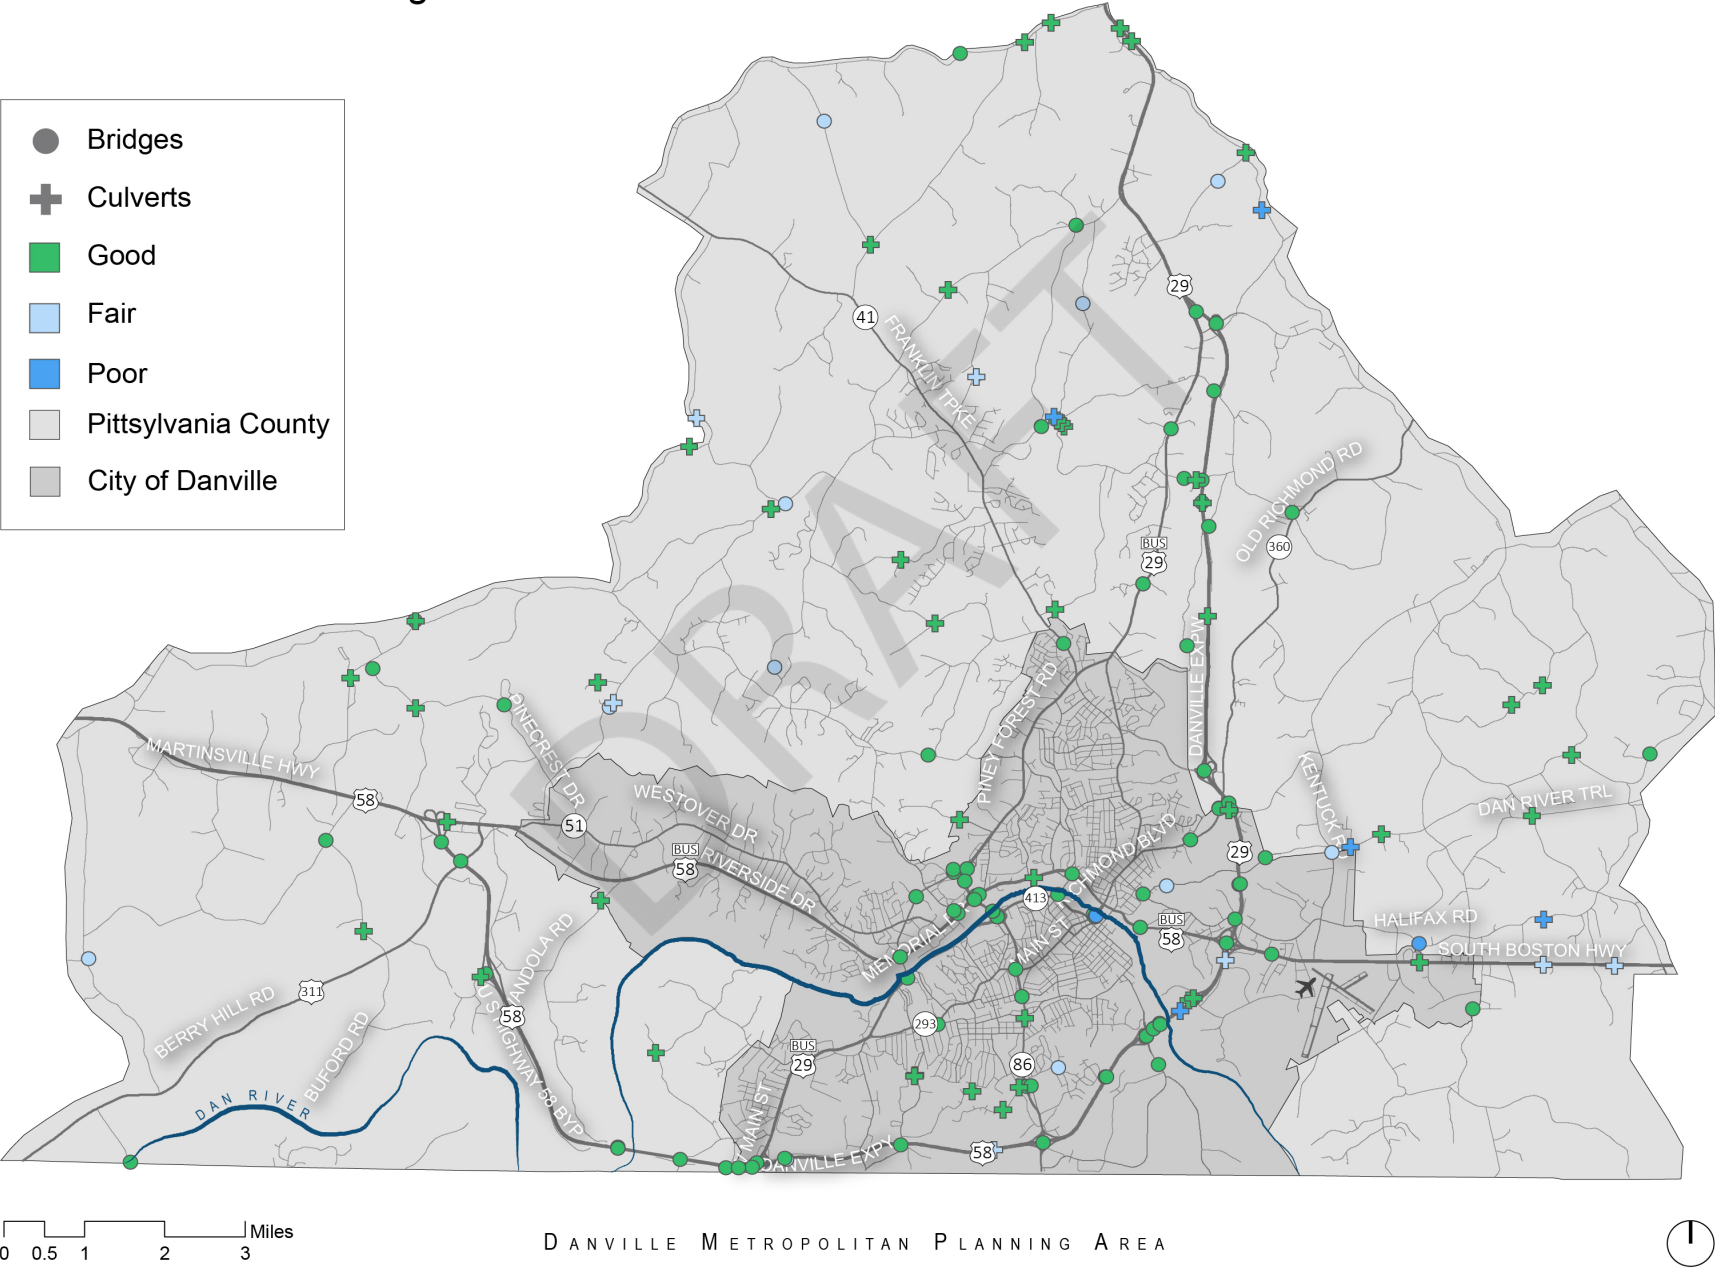 Bridges
Culverts
Good
Fair
Poor
Pittsylvania County
City of Danville
DRAFT
29
41
FRANKLIN TPKE
OLD RICHMOND RD
BUS
29
360
DANVILLE EXPW
PINEY FOREST RD
PINECREST DR
MARTINSVILLE HWY
58
51
WESTOVER DR
BUS
58
RIVERSIDE DR
KENTUCK RD
DAN RIVER TRL
29
RICHMOND BLVD
413
MEMORIAL DR
MAIN ST
BUS
58
HALIFAX RD
SOUTH BOSTON HWY
BERRY HILL RD
311
BUFORD RD
58
U S HIGHWAY 58 BYP
293
BUS
29
86
DAN RIVER
MAIN ST
DANVILLE EXPY
58
Miles
0 0.5 1 2 3
DANVILLE METROPOLITAN PLANNING AREA